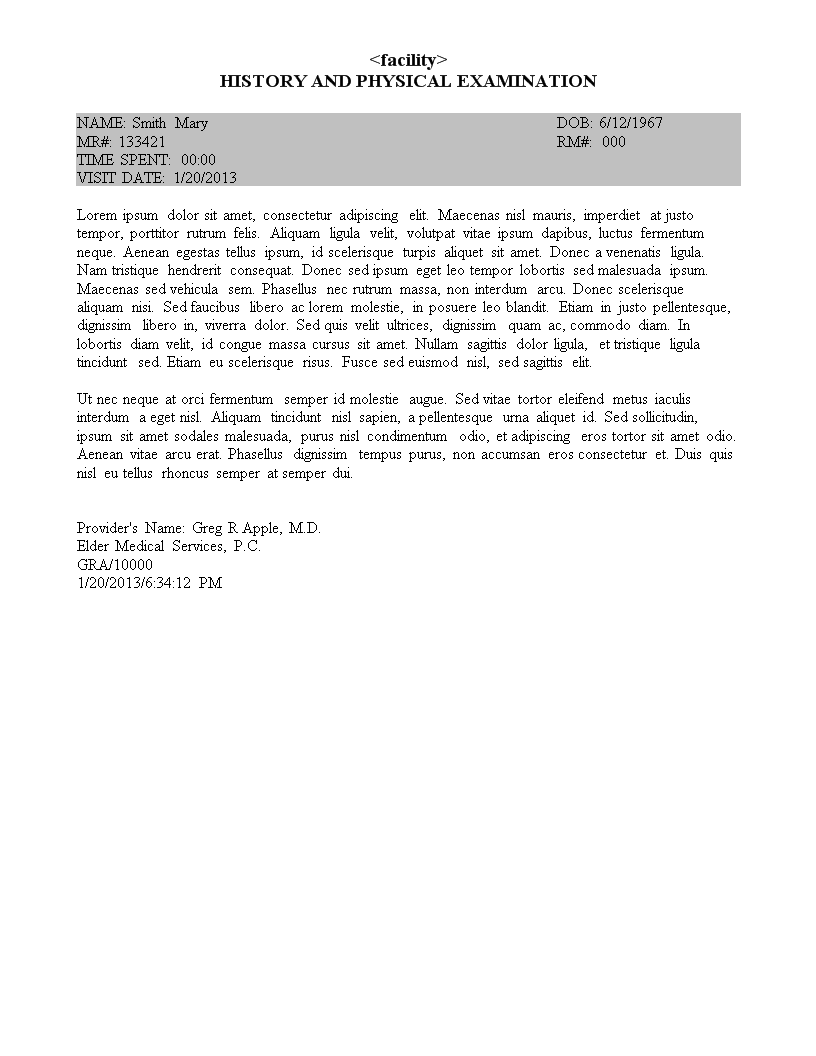 <facility>
HISTORY AND PHYSICAL EXAMINATION
NAME: Smith Mary DOB: 6/12/1967
MR#: 133421 RM#: 000
TIME SPENT: 00:00
VISIT DATE: 1/20/2013
Lorem ipsum dolor sit amet, consectetur adipiscing elit. Maecenas nisl mauris, imperdiet at justo
tempor, porttitor rutrum felis. Aliquam ligula velit, volutpat vitae ipsum dapibus, luctus fermentum
neque. Aenean egestas tellus ipsum, id scelerisque turpis aliquet sit amet. Donec a venenatis ligula.
Nam tristique hendrerit consequat. Donec sed ipsum eget leo tempor lobortis sed malesuada ipsum.
Maecenas sed vehicula sem. Phasellus nec rutrum massa, non interdum arcu. Donec scelerisque
aliquam nisi. Sed faucibus libero ac lorem molestie, in posuere leo blandit. Etiam in justo pellentesque,
dignissim libero in, viverra dolor. Sed quis velit ultrices, dignissim quam ac, commodo diam. In
lobortis diam velit, id congue massa cursus sit amet. Nullam sagittis dolor ligula, et tristique ligula
tincidunt sed. Etiam eu scelerisque risus. Fusce sed euismod nisl, sed sagittis elit.
Ut nec neque at orci fermentum semper id molestie augue. Sed vitae tortor eleifend metus iaculis
interdum a eget nisl. Aliquam tincidunt nisl sapien, a pellentesque urna aliquet id. Sed sollicitudin,
ipsum sit amet sodales malesuada, purus nisl condimentum odio, et adipiscing eros tortor sit amet odio.
Aenean vitae arcu erat. Phasellus dignissim tempus purus, non accumsan eros consectetur et. Duis quis
nisl eu tellus rhoncus semper at semper dui.
Provider's Name: Greg R Apple, M.D.
Elder Medical Services, P.C.
GRA/10000
1/20/2013/6:34:12 PM